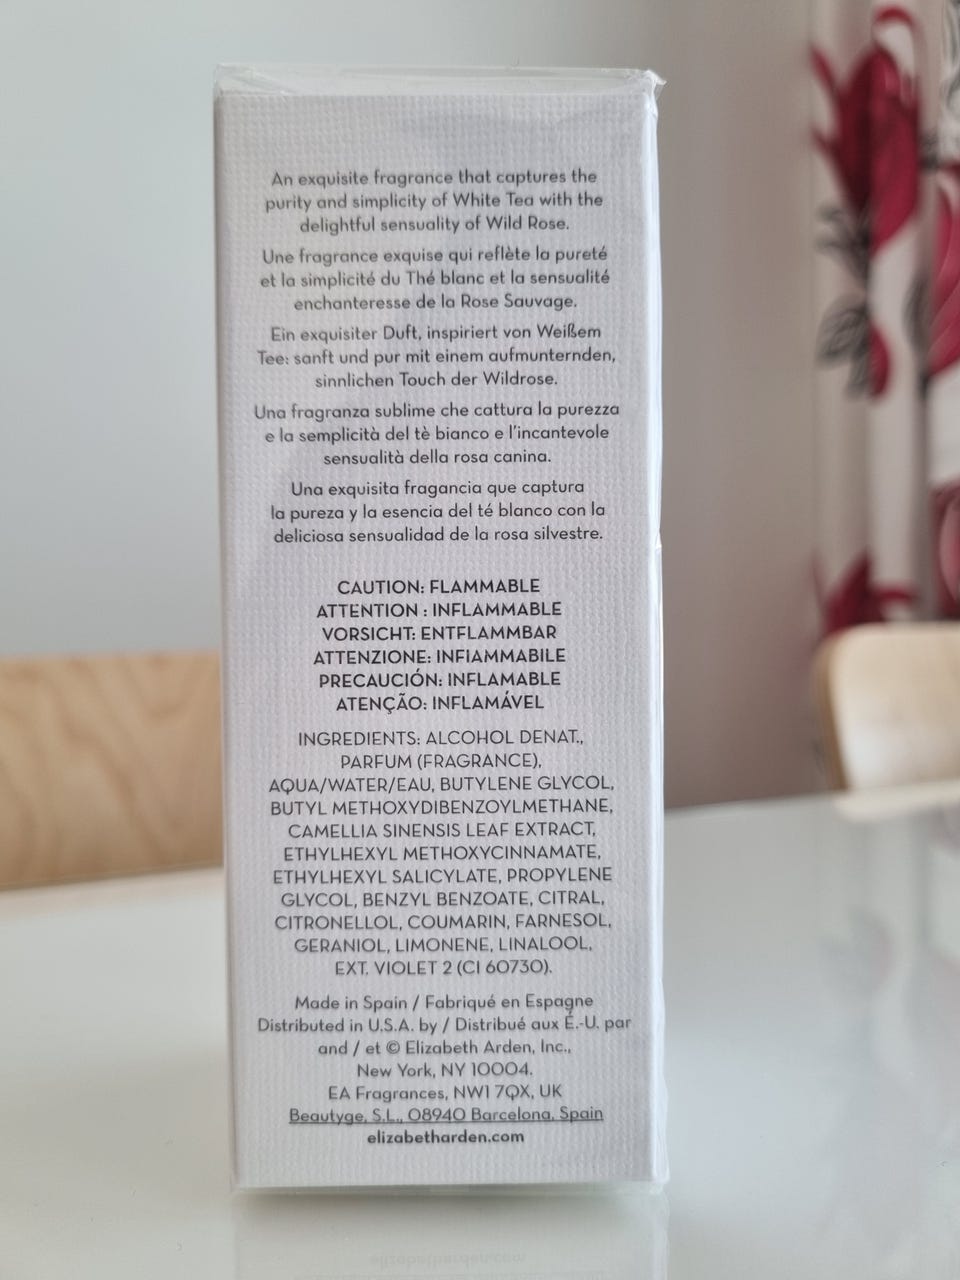 An exquisite fragrance that captures the
purity and simplicity of White Tea with the
delightful sensuality of Wild Rose.
Une fragrance exquise qui reflète la pureté
et la simplicité du Thé blanc et la sensualité
enchanteresse de la Rose Sauvage.
Ein exquisiter Duft, inspiriert von Weißem
Tee: sanft und pur mit einem aufmunternden,
sinnlichen Touch der Wildrose.
Una fragranza sublime che cattura la purezza
e la semplicità del tè bianco e l'incantevole
sensualità della rosa canina.
Una exquisita fragancia que captura
la pureza y la esencia del té blanco con la
deliciosa sensualidad de la rosa silvestre.
CAUTION: FLAMMABLE
ATTENTION : INFLAMMABLE
VORSICHT: ENTFLAMMBAR
ATTENZIONE: INFIAMMABILE
PRECAUCIÓN: INFLAMABLE
ATENÇÃO: INFLAMÁVEL
INGREDIENTS: ALCOHOL DENAT.,
PARFUM (FRAGRANCE),
AQUA/WATER/EAU, BUTYLENE GLYCOL,
BUTYL METHOXYDIBENZOYLMETHANE,
CAMELLIA SINENSIS LEAF EXTRACT,
ETHYLHEXYL METHOXYCINNAMATE,
ETHYLHEXYL SALICYLATE, PROPYLENE
GLYCOL, BENZYL BENZOATE, CITRAL,
CITRONELLOL, COUMARIN, FARNESOL,
GERANIOL, LIMONENE, LINALOOL,
EXT. VIOLET 2 (CI 60730).
Made in Spain / Fabriqué en Espagne
Distributed in U.S.A. by / Distribué aux É.-U. par
and / et © Elizabeth Arden, Inc.,
New York, NY 10004.
EA Fragrances, NW1 7QX, UK
Beautyge, S.L., 08940 Barcelona, Spain
elizabetharden.com